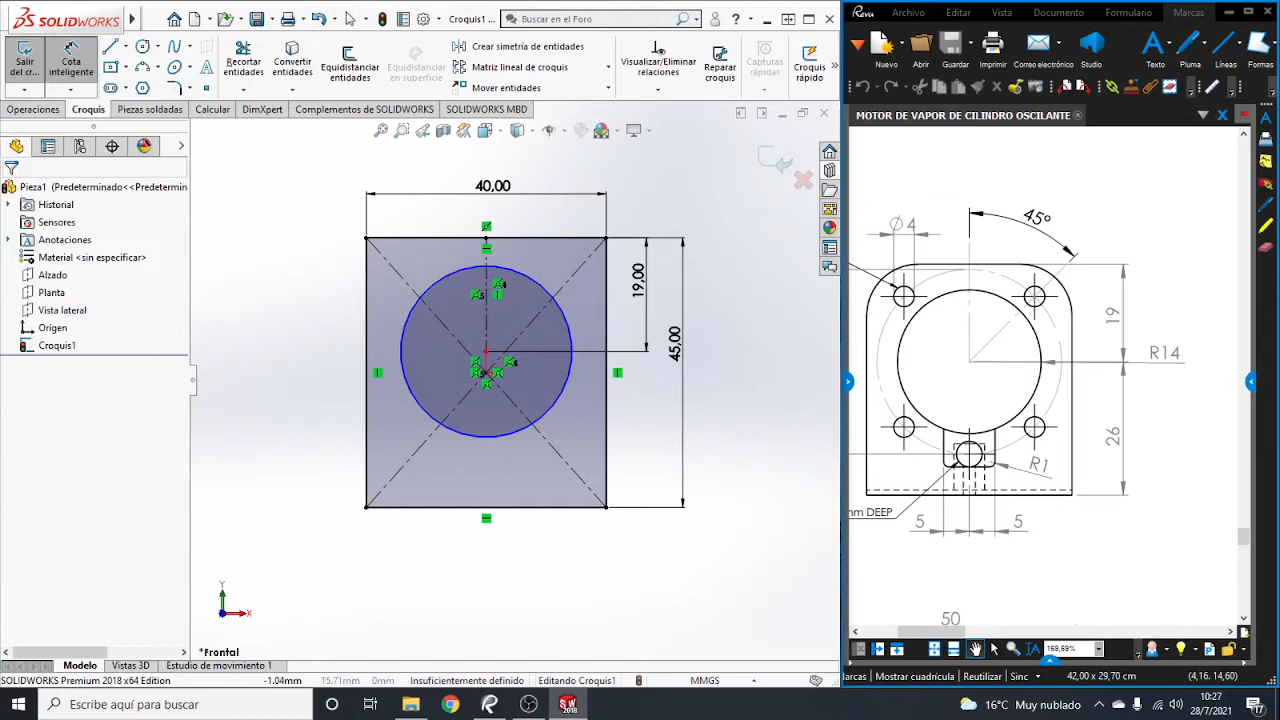 SOLIDWORKS
Croquis1 ...
Buscar en el Foro
Salir del cr...
Cota inteligente
Recortar entidades
Convertir entidades
Equidistanciar entidades
Equidistanciar en superficie
Crear simetría de entidades
Matriz lineal de croquis
Mover entidades
Visualizar/Eliminar relaciones
Reparar croquis
Capturas rápidas
Croquis rápido
Operaciones
Croquis
Piezas soldadas
Calcular
DimXpert
Complementos de SOLIDWORKS
SOLIDWORKS MBD
Pieza1 (Predeterminado<<Predetermin
Historial
Sensores
Anotaciones
Material <sin especificar>
Alzado
Planta
Vista lateral
Origen
Croquis1
40,00
19,00
45,00
Y
X
*Frontal
Modelo
Vistas 3D
Estudio de movimiento 1
SOLIDWORKS Premium 2018 x64 Edition
-1.04mm
15.71mm
0mm
Insuficientemente definido
Editando Croquis1
MMGS
Revu
Archivo
Editar
Vista
Documento
Formulario
Marcas
Nuevo
Abrir
Guardar
Imprimir
Correo electrónico
Studio
Texto
Pluma
Líneas
Formas
MOTOR DE VAPOR DE CILINDRO OSCILANTE
Ø4
45°
19
R14
26
R1
mm DEEP
5
5
50
169,69%
Marcas
Mostrar cuadrícula
Reutilizar
Sinc
42,00 x 29,70 cm
(4,16. 14,60)
Escribe aquí para buscar
16°C Muy nublado
10:27
28/7/2021
17